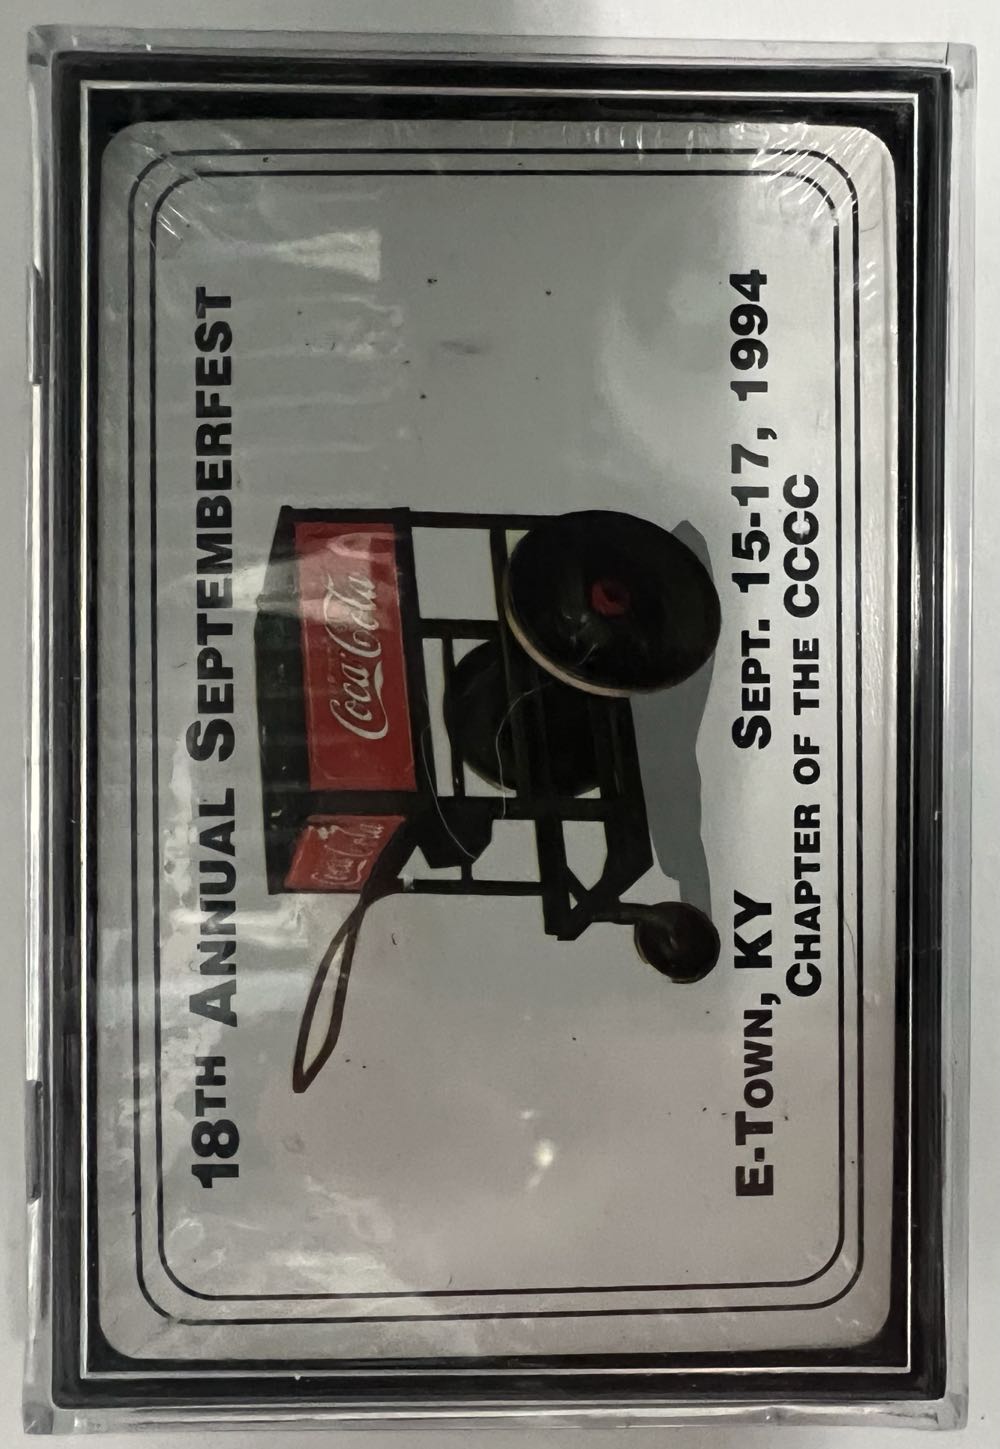 18TH ANNUAL SEPTEMBERFEST
Coca-Cola
Coca-Cola
E-TOWN, KY SEPT. 15-17, 1994
CHAPTER OF THE CCCC